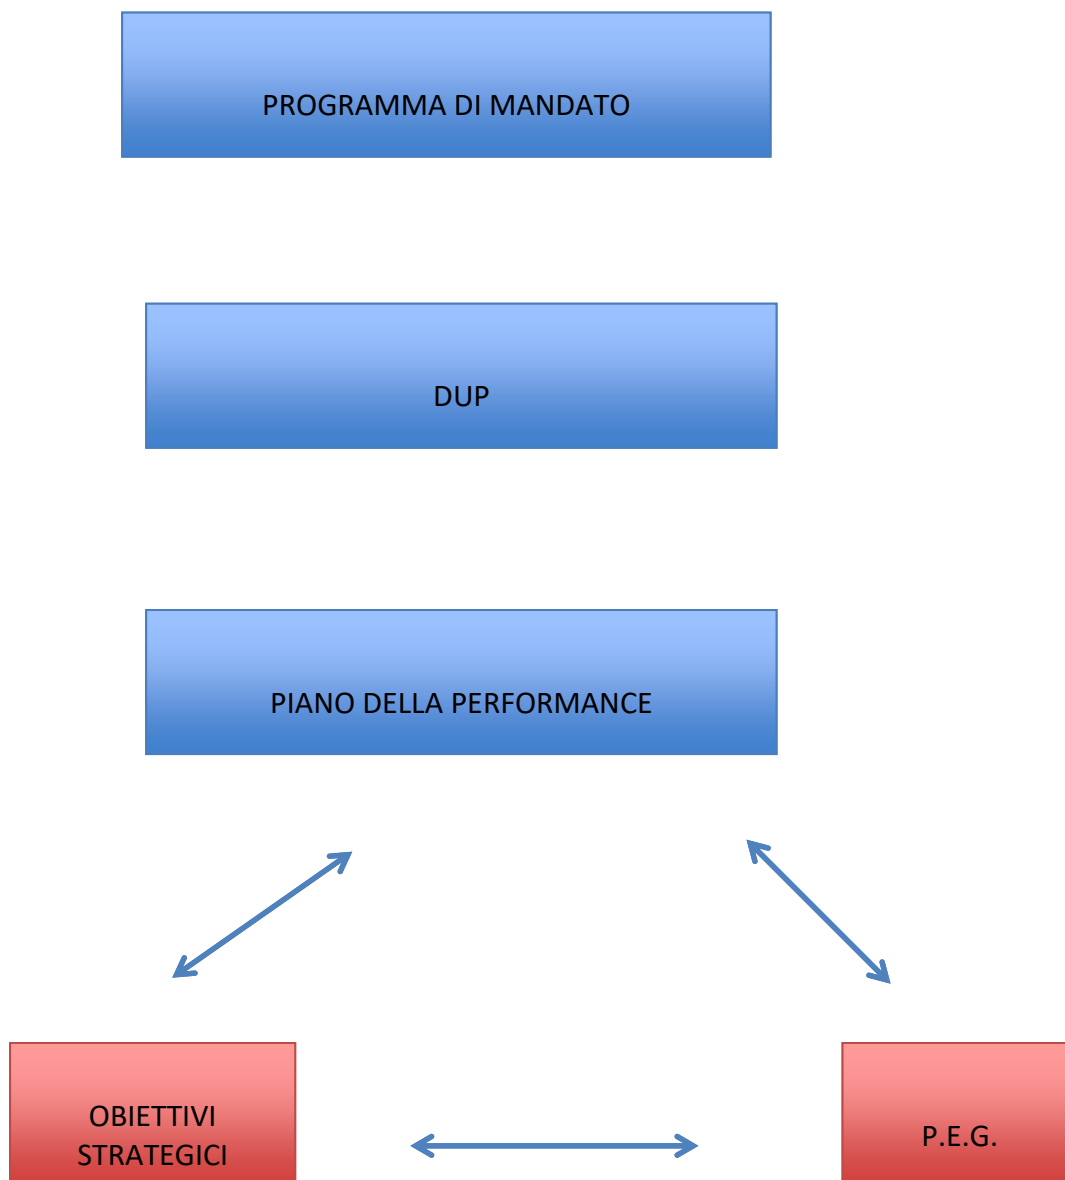 PROGRAMMA DI MANDATO
DUP
PIANO DELLA PERFORMANCE
OBIETTIVI
STRATEGICI
P.E.G.